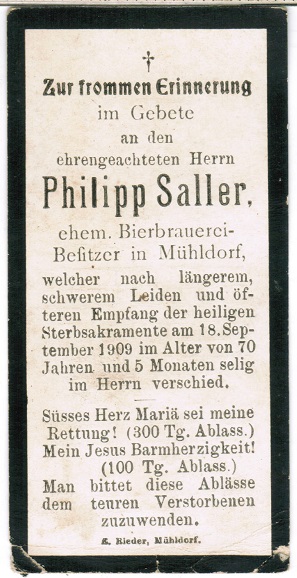 Zur frommen Erinnerung
im Gebete
an den
ehrengeachteten Herrn
Philipp Saller,
ehem. Bierbrauerei-
Besitzer in Mühldorf,
welcher nach längerem,
schwerem Leiden und öf-
teren Empfang der heiligen
Sterbsakramente am 18. Sep-
tember 1909 im Alter von 70
Jahren und 5 Monaten selig
im Herrn verschied.
Süsses Herz Mariä sei meine
Rettung! (300 Tg. Ablass.)
Mein Jesus Barmherzigkeit!
(100 Tg. Ablass.)
Man bittet diese Ablässe
dem teuren Verstorbenen
zuzuwenden.
K. Rieder, Mühldorf.